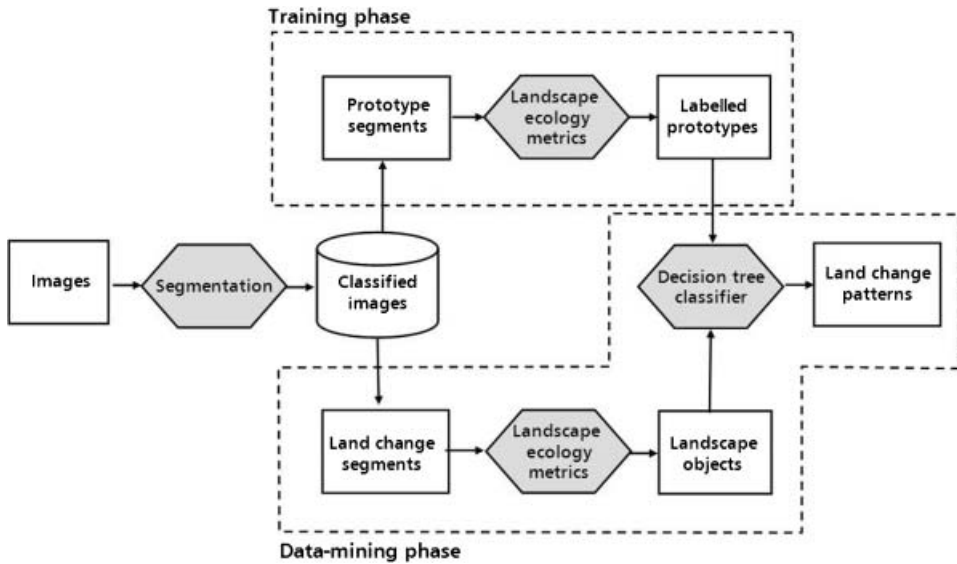 Training phase
Prototype
segments
Landscape
ecology
metrics
Labelled
prototypes
Images
Segmentation
Classified
images
Decision tree
classifier
Land change
patterns
Land change
segments
Landscape
ecology
metrics
Landscape
objects
Data-mining phase